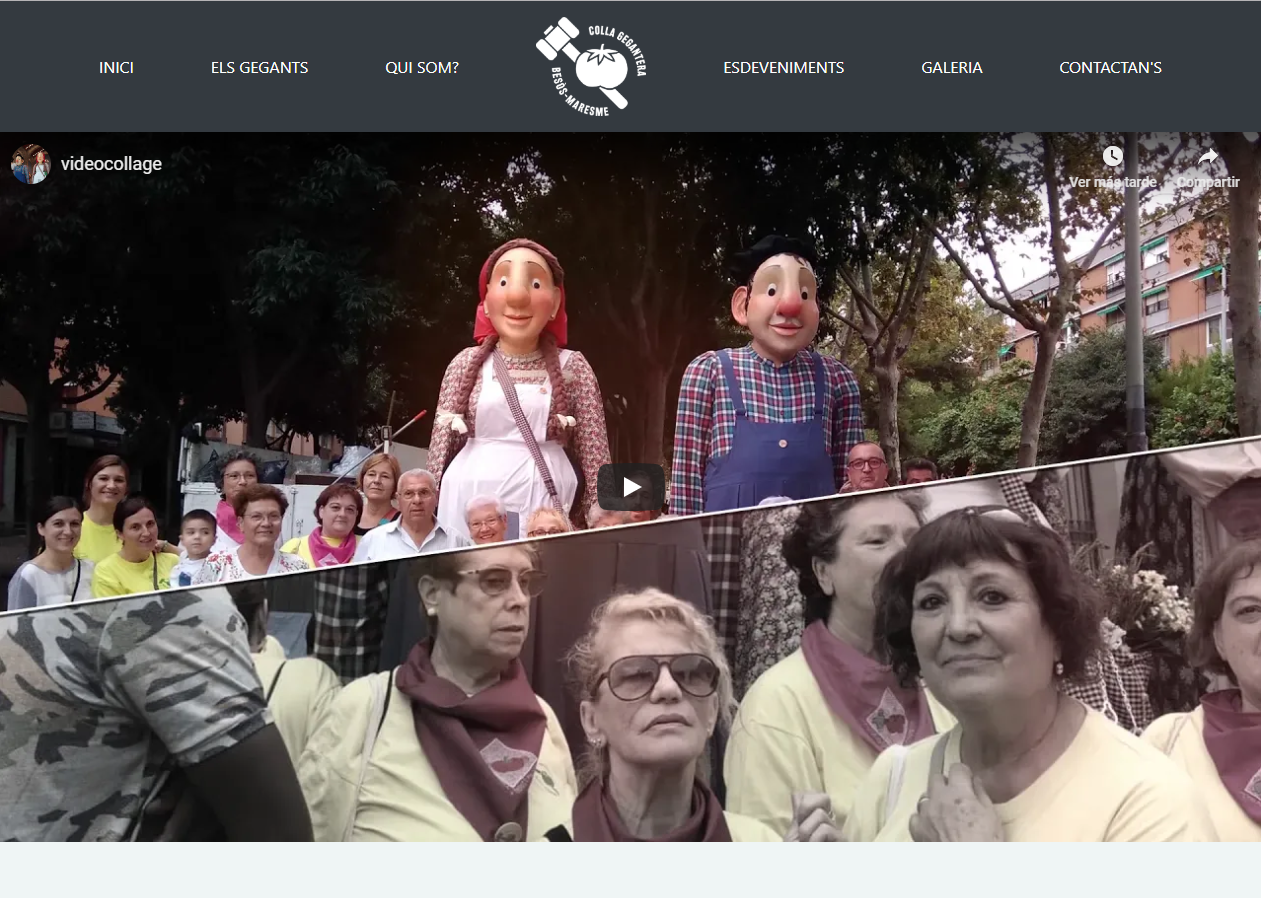 INICI
ELS GEGANTS
QUI SOM?
COLLA GEGANTERA
BESÒS-MARESME
ESDEVENIMENTS
GALERIA
CONTACTAN'S
videocollage
Ver más tarde
Compartir